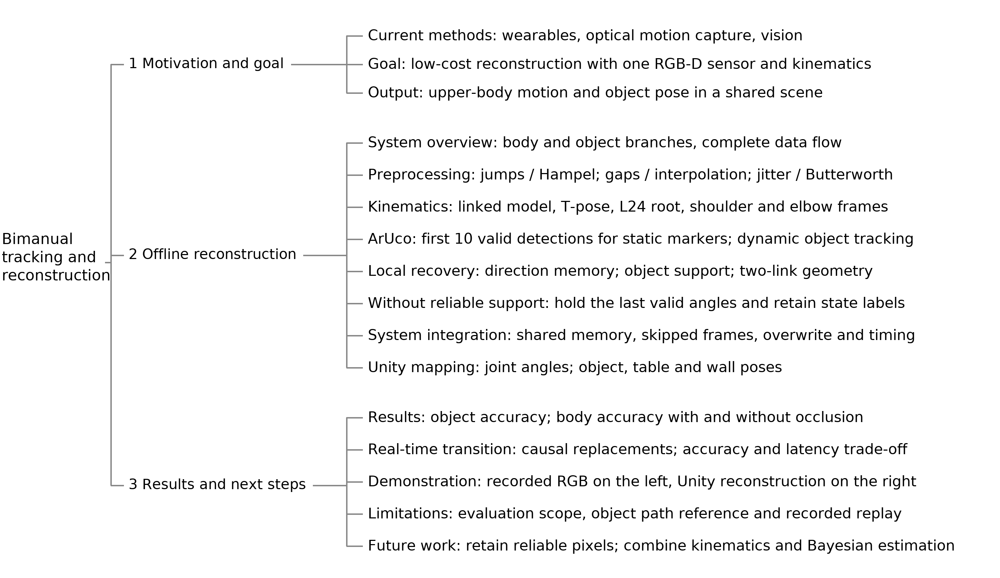 Bimanual
tracking and
reconstruction
1 Motivation and goal
Current methods: wearables, optical motion capture, vision
Goal: low-cost reconstruction with one RGB-D sensor and kinematics
Output: upper-body motion and object pose in a shared scene
2 Offline reconstruction
System overview: body and object branches, complete data flow
Preprocessing: jumps / Hampel; gaps / interpolation; jitter / Butterworth
Kinematics: linked model, T-pose, L24 root, shoulder and elbow frames
ArUco: first 10 valid detections for static markers; dynamic object tracking
Local recovery: direction memory; object support; two-link geometry
Without reliable support: hold the last valid angles and retain state labels
System integration: shared memory, skipped frames, overwrite and timing
Unity mapping: joint angles; object, table and wall poses
3 Results and next steps
Results: object accuracy; body accuracy with and without occlusion
Real-time transition: causal replacements; accuracy and latency trade-off
Demonstration: recorded RGB on the left, Unity reconstruction on the right
Limitations: evaluation scope, object path reference and recorded replay
Future work: retain reliable pixels; combine kinematics and Bayesian estimation